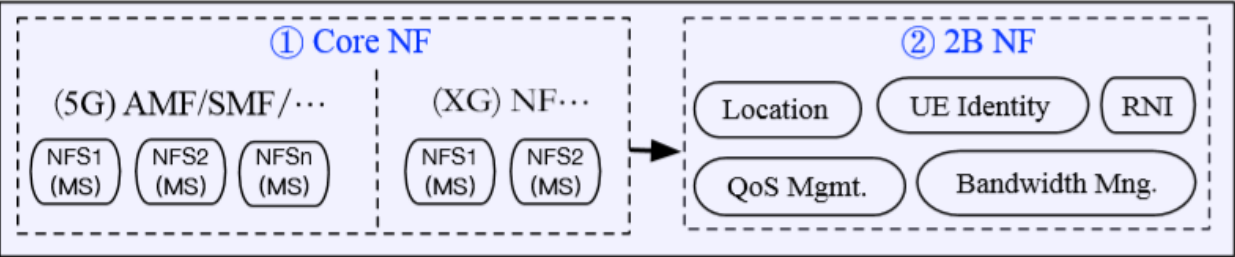 ① Core NF
(5G) AMF/SMF/⋯
NFS1
(MS)
NFS2
(MS)
NFSn
(MS)
(XG) NF⋯
NFS1
(MS)
NFS2
(MS)
② 2B NF
Location
UE Identity
RNI
QoS Mgmt.
Bandwidth Mng.